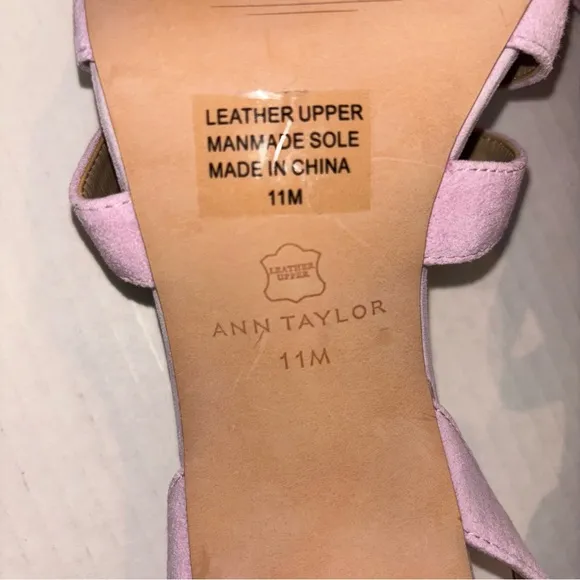 LEATHER UPPER
MANMADE SOLE
MADE IN CHINA
11M
LEATHER
UPPER
ANN TAYLOR
11M